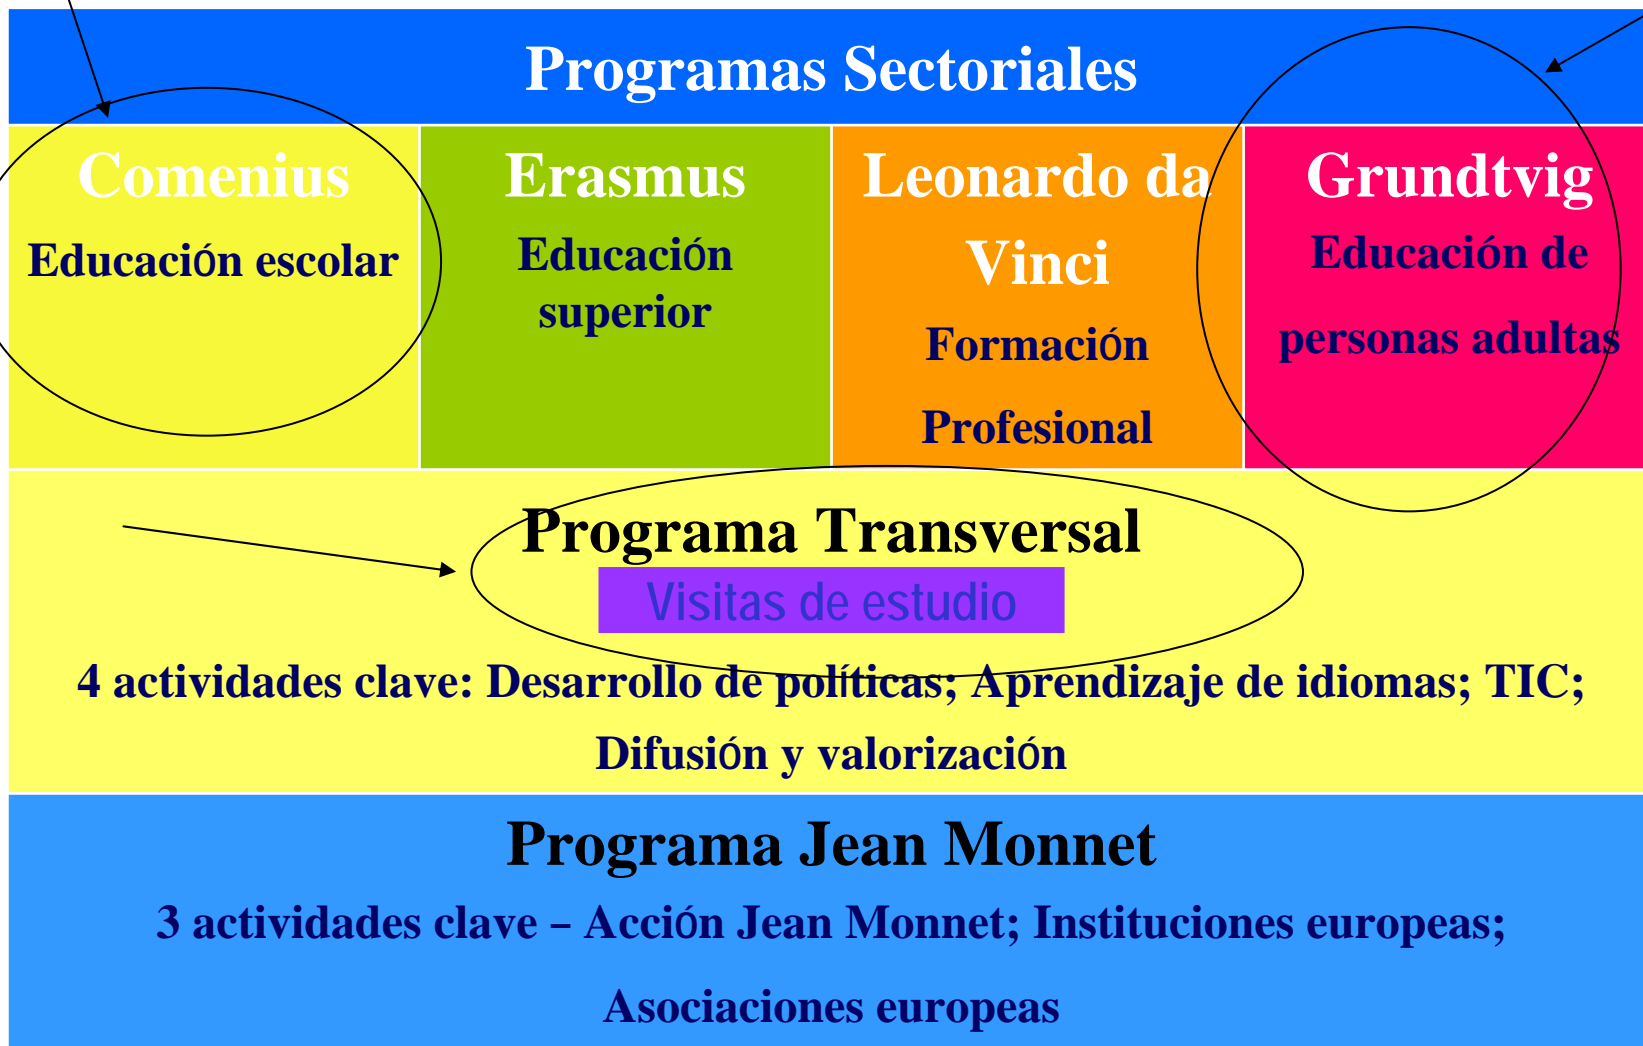 Programas Sectoriales
Comenius
Educación escolar
Erasmus
Educación
superior
Leonardo da
Vinci
Formación
Profesional
Grundtvig
Educación de
personas adultas
Programa Transversal
Visitas de estudio
4 actividades clave: Desarrollo de políticas; Aprendizaje de idiomas; TIC;
Difusión y valorización
Programa Jean Monnet
3 actividades clave – Acción Jean Monnet; Instituciones europeas;
Asociaciones europeas